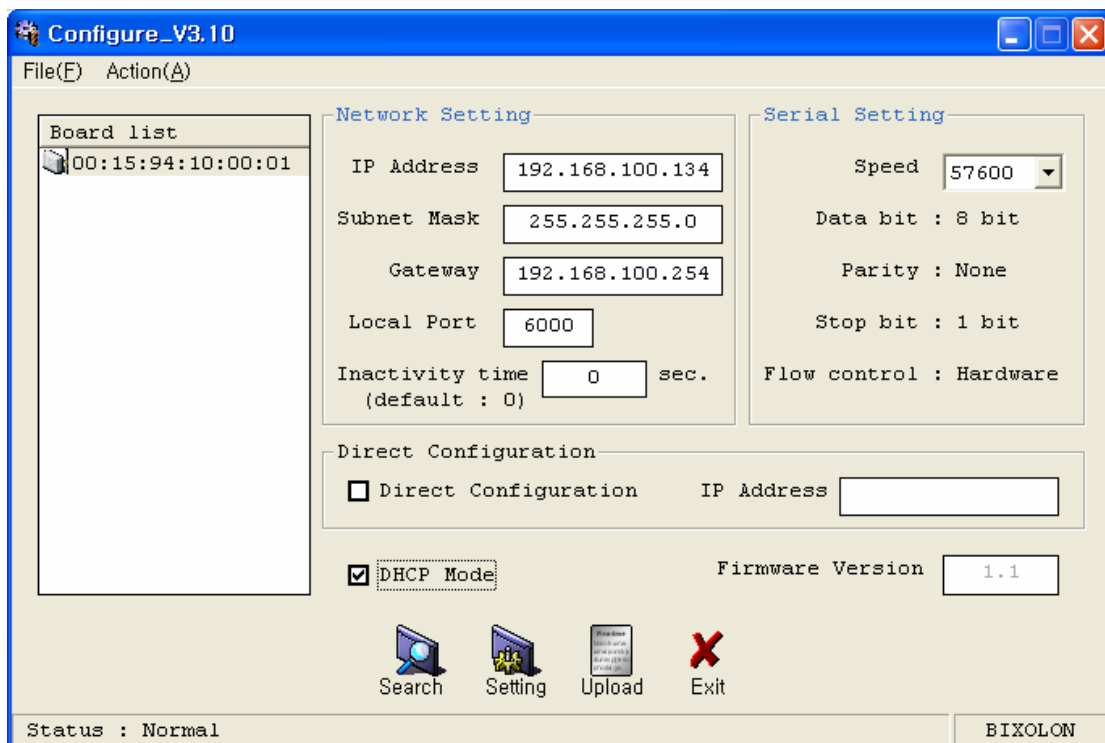 Configure_V3.10
File(F) Action(A)
Board list
00:15:94:10:00:01
Network Setting
IP Address 192.168.100.134
Subnet Mask 255.255.255.0
Gateway 192.168.100.254
Local Port 6000
Inactivity time 0 sec.
(default : 0)
Serial Setting
Speed 57600
Data bit : 8 bit
Parity : None
Stop bit : 1 bit
Flow control : Hardware
Direct Configuration
Direct Configuration IP Address
DHCP Mode Firmware Version 1.1
Readme
Search Setting Upload Exit
Status : Normal BIXOLON